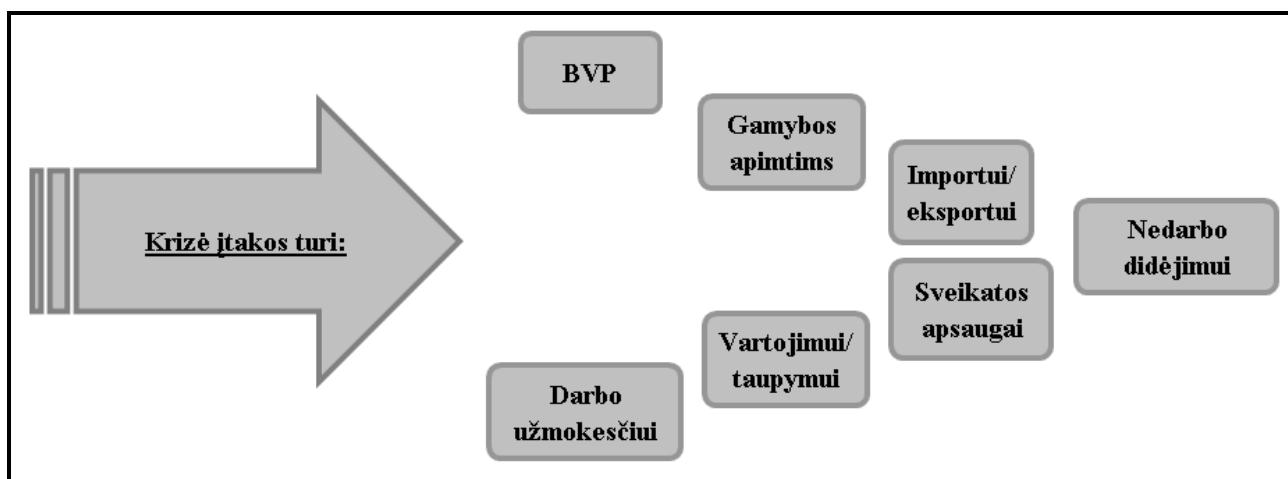 Krizė įtakos turi:
BVP
Gamybos
apimtims
Importui/
eksportui
Nedarbo
didėjimui
Sveikatos
apsaugai
Vartojimui/
taupymui
Darbo
užmokesčiui